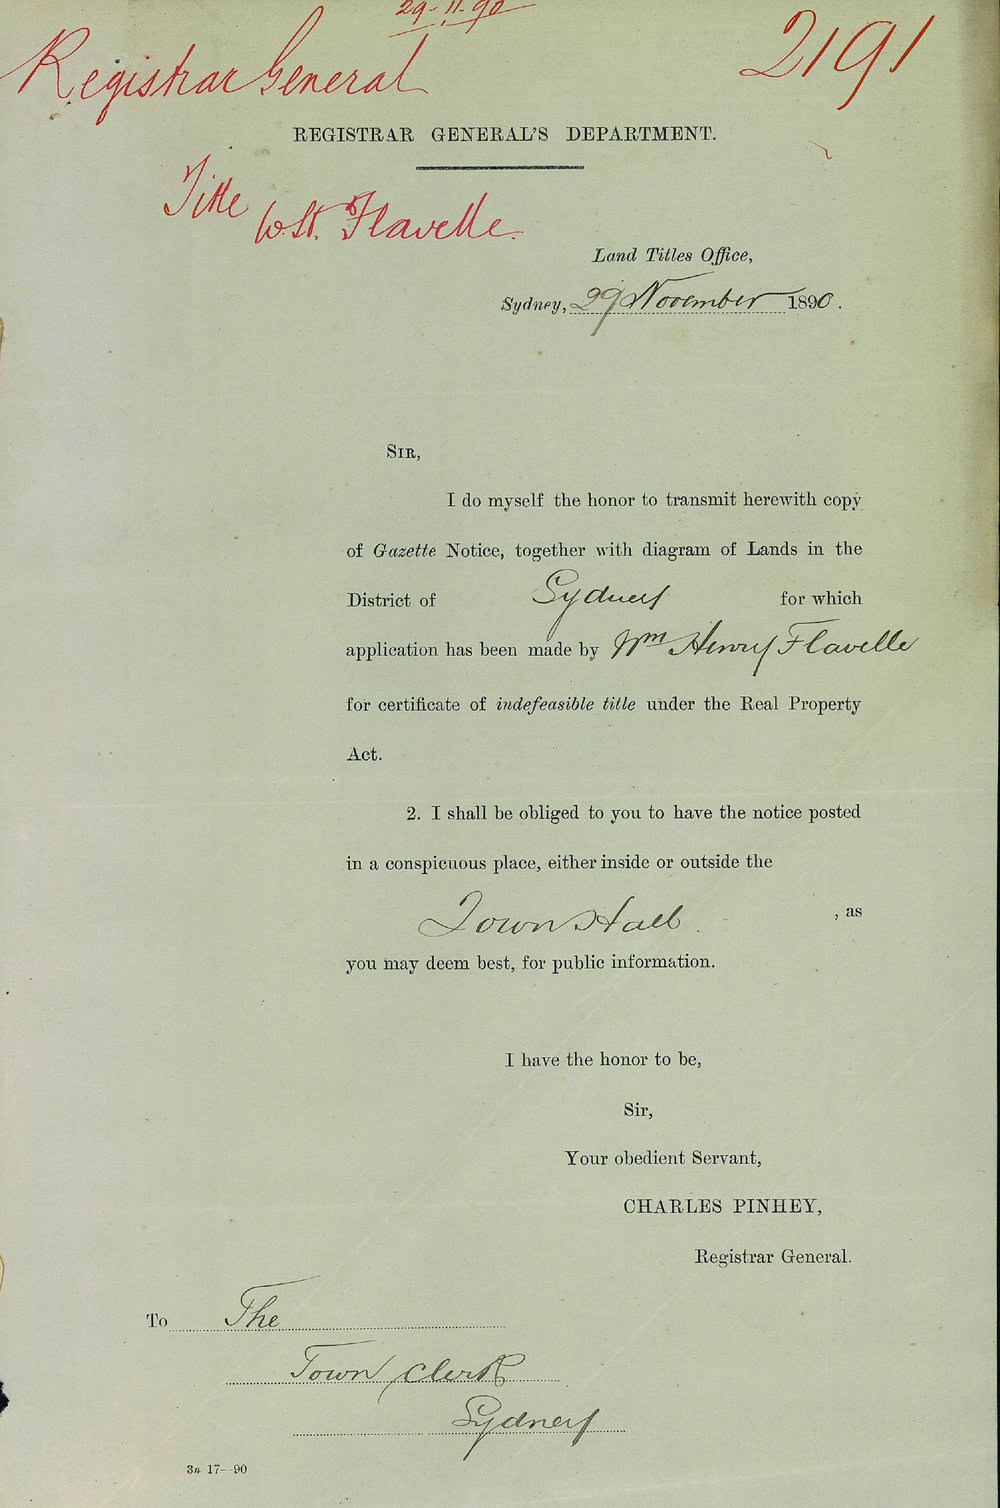 29-11-90
Registrar General
2191
REGISTRAR GENERAL'S DEPARTMENT.
Title
W.H. Flavelle.
Land Titles Office,
Sydney, 29 November 1890.
SIR,
I do myself the honor to transmit herewith copy
of Gazette Notice, together with diagram of Lands in the
District of Sydney for which
application has been made by Wm Henry Flavelle
for certificate of indefeasible title under the Real Property
Act.
2. I shall be obliged to you to have the notice posted
in a conspicuous place, either inside or outside the
Town Hall. , as
you may deem best, for public information.
I have the honor to be,
Sir,
Your obedient Servant,
CHARLES PINHEY,
Registrar General.
To The
Town Clerk
Sydney
3a 17—90